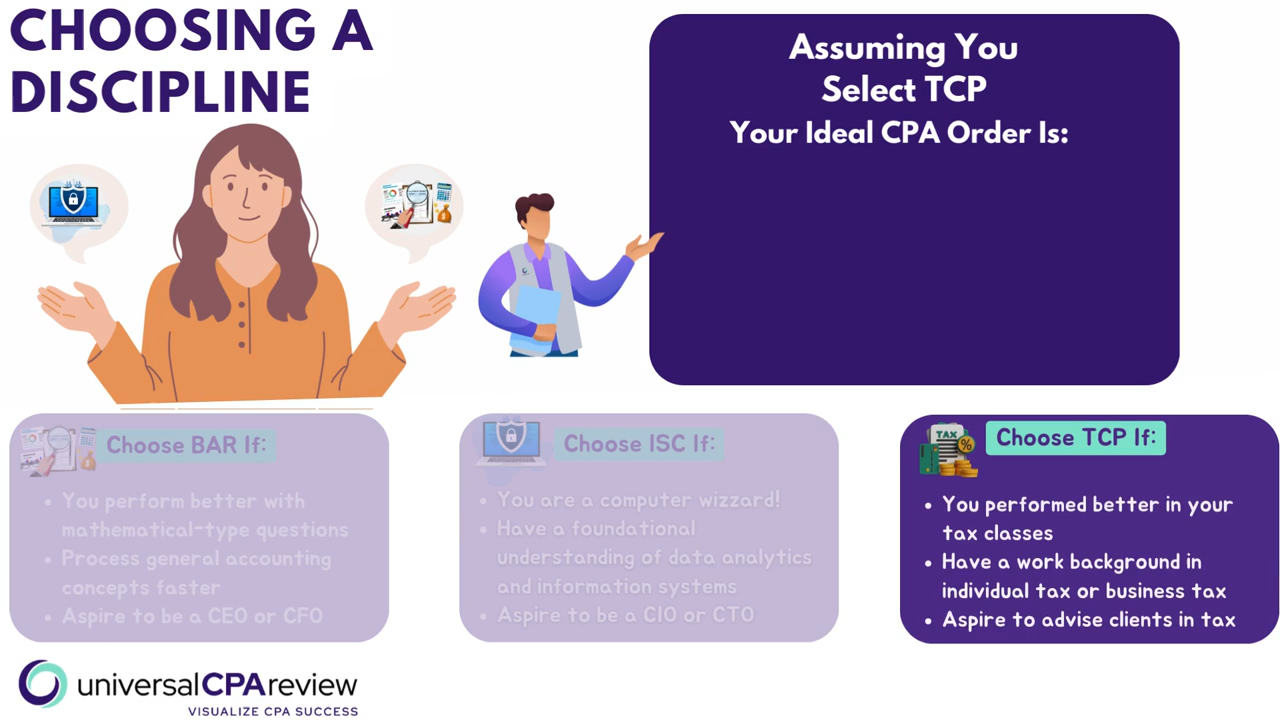 CHOOSING A
DISCIPLINE
Assuming You
Select TCP
Your Ideal CPA Order Is:
Choose BAR If:
• You perform better with
mathematical-type questions
• Process general accounting
concepts faster
• Aspire to be a CEO or CFO
Choose ISC If:
• You are a computer wizzard!
• Have a foundational
understanding of data analytics
and information systems
• Aspire to be a CIO or CTO
TAX
%
Choose TCP If:
• You performed better in your
tax classes
• Have a work background in
individual tax or business tax
• Aspire to advise clients in tax
universalCPAreview
VISUALIZE CPA SUCCESS